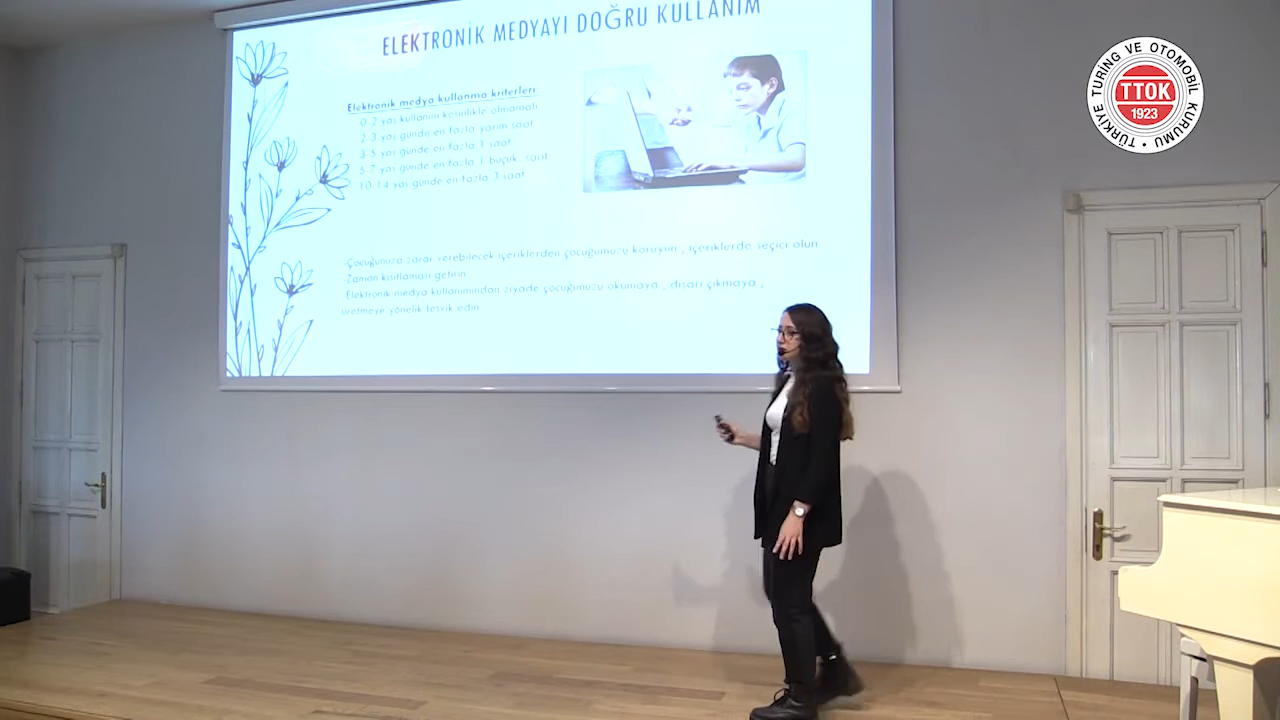 ELEKTRONİK MEDYAYI DOĞRU KULLANIM
Elektronik medya kullanma kriterleri:
0-2 yaş kullanım kesinlikle olmamalı
2-3 yaş günde en fazla yarım saat
3-5 yaş günde en fazla 1 saat
5-7 yaş günde en fazla 1 buçuk saat
10-14 yaş günde en fazla 3 saat
-Çocuğunuza zarar verebilecek içeriklerden çocuğumuzu koruyun , içeriklerde seçici olun
-Zaman kısıtlaması getirin
-Elektronik medya kullanımından ziyade çocuğumuzu okumaya , dışarı çıkmaya ,
üretmeye yönelik teşvik edin
TÜRKİYE TURİNG VE OTOMOBİL KURUMU
TTOK
1923